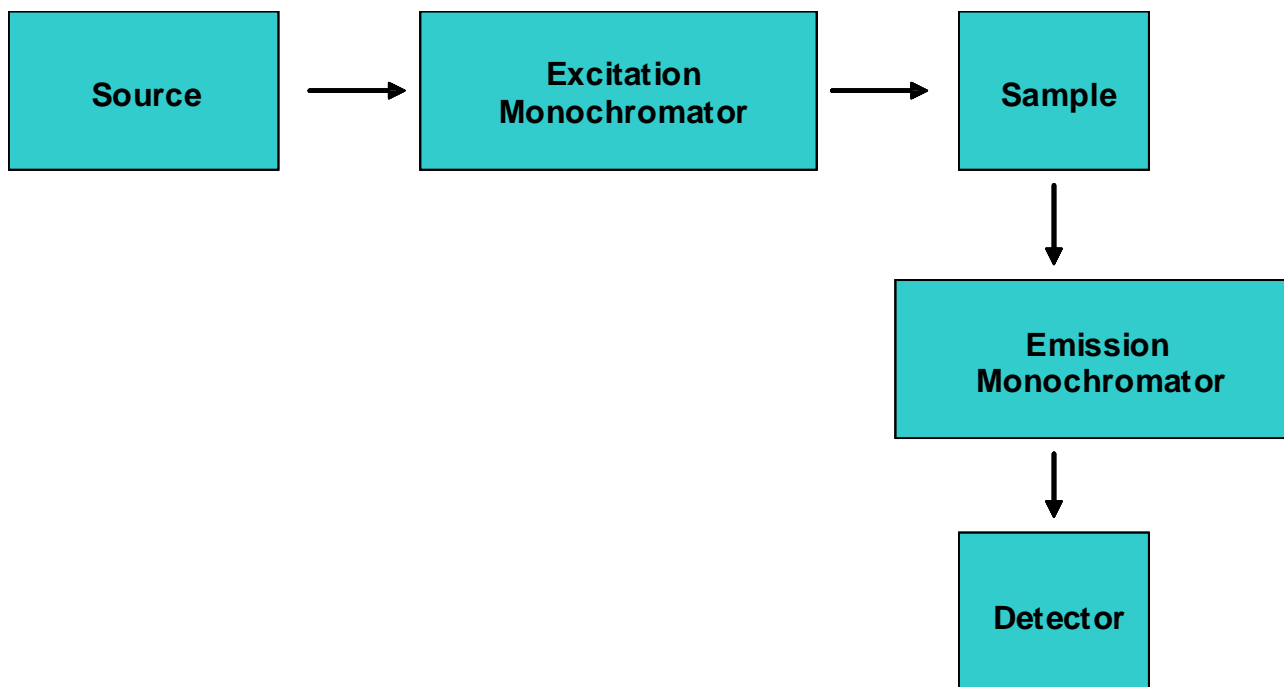 Source
Excitation
Monochromator
Sample
Emission
Monochromator
Detector